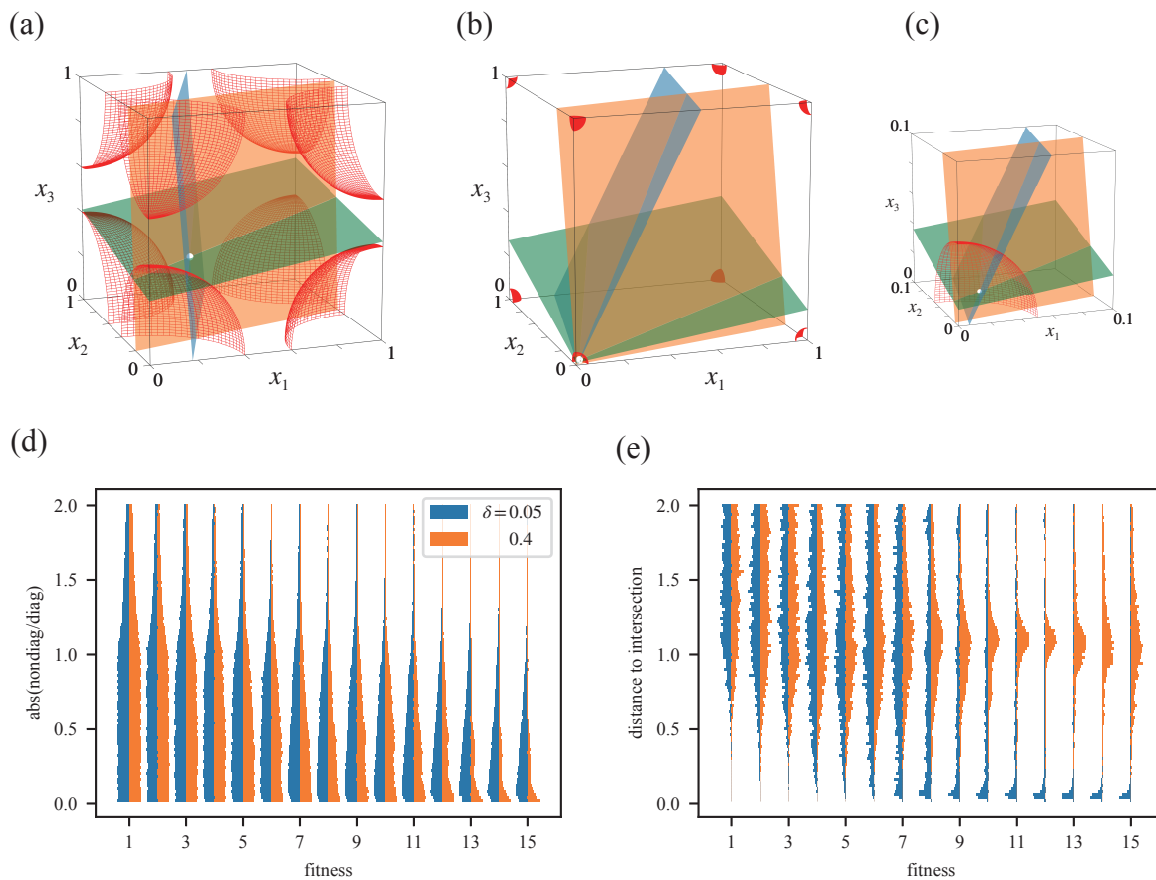 (a)
(b)
(c)
1
x3
0
1
x2
0
0
x1
1
1
x3
0
1
x2
0
0
x1
1
0.1
x3
0
0.1
x2
0
0
x1
0.1
(d)
2.0
1.5
1.0
0.5
0.0
abs(nondiag/diag)
δ=0.05
0.4
1 3 5 7 9 11 13 15
fitness
(e)
2.0
1.5
1.0
0.5
0.0
distance to intersection
1 3 5 7 9 11 13 15
fitness